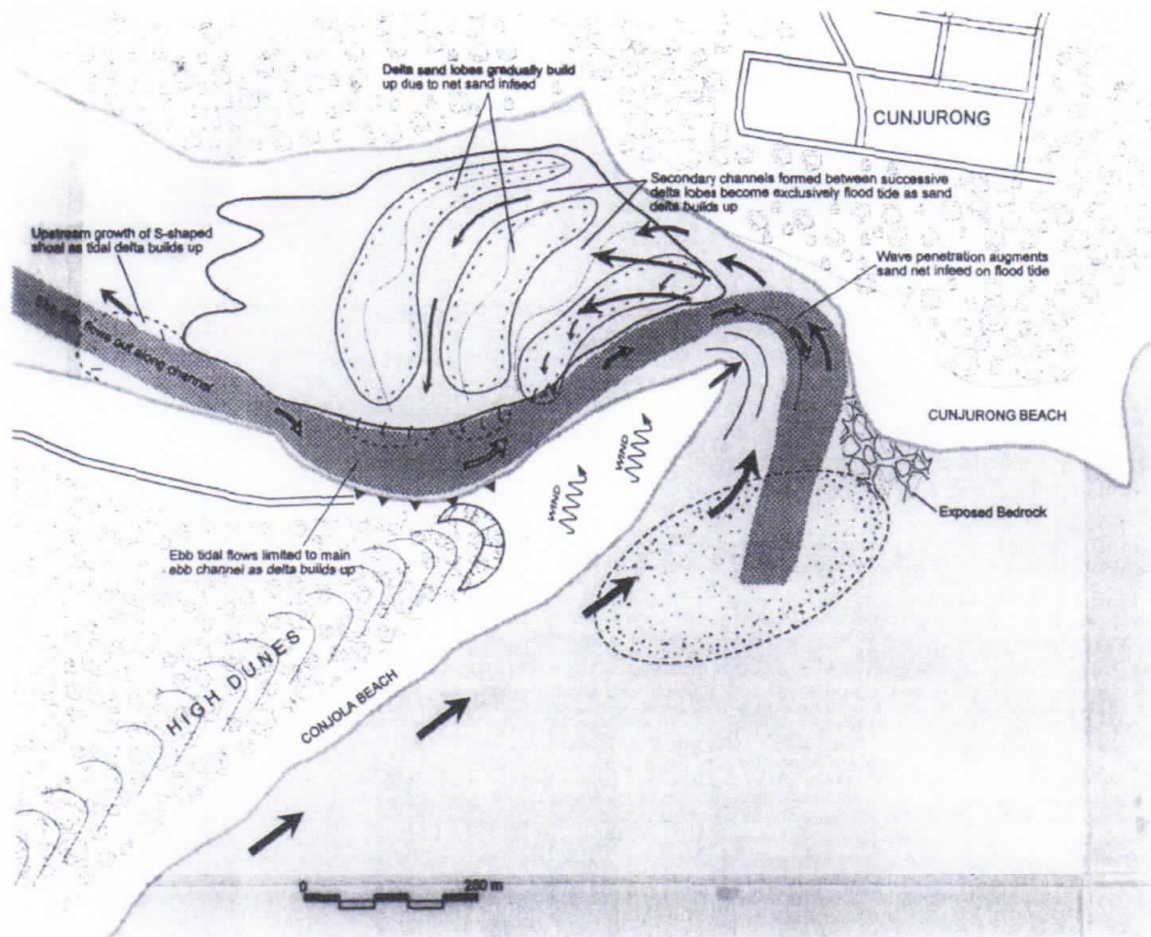 Delta sand lobes gradually build
up due to net sand infeed
CUNJURONG
Secondary channels formed between successive
delta lobes become exclusively flood tide as sand
delta builds up
Upstream growth of S-shaped
shoal as tidal delta builds up
Wave penetration augments
sand net infeed on flood tide
Ebb tide flows out along channel
CUNJURONG BEACH
WIND
WIND
Exposed Bedrock
Ebb tidal flows limited to main
ebb channel as delta builds up
HIGH DUNES
CONJOLA BEACH
0
250 m